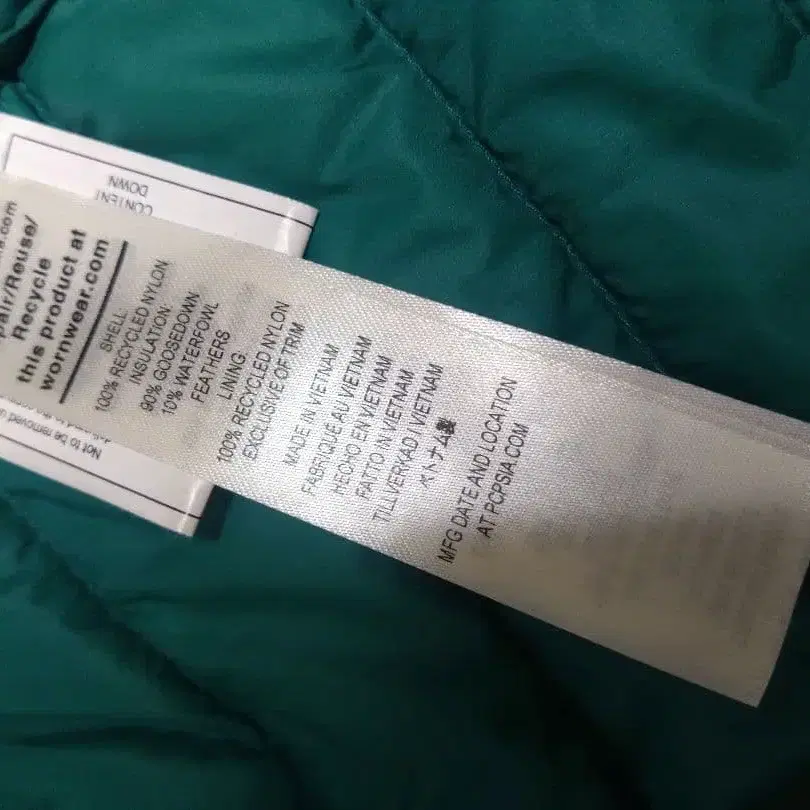 s.com
pair/Reuse/
Recycle
this product at
wornwear.com
SHELL:
100% RECYCLED NYLON
INSULATION:
90% GOOSEDOWN
10% WATERFOWL
FEATHERS
LINING:
100% RECYCLED NYLON
EXCLUSIVE OF TRIM
MADE IN VIETNAM
FABRIQUÉ AU VIETNAM
HECHO EN VIETNAM
FATTO IN VIETNAM
TILLVERKAD I VIETNAM
ベトナム製
MFG DATE AND LOCATION
AT PCPSIA.COM
CONTENT
DOWN
Not to be removed u